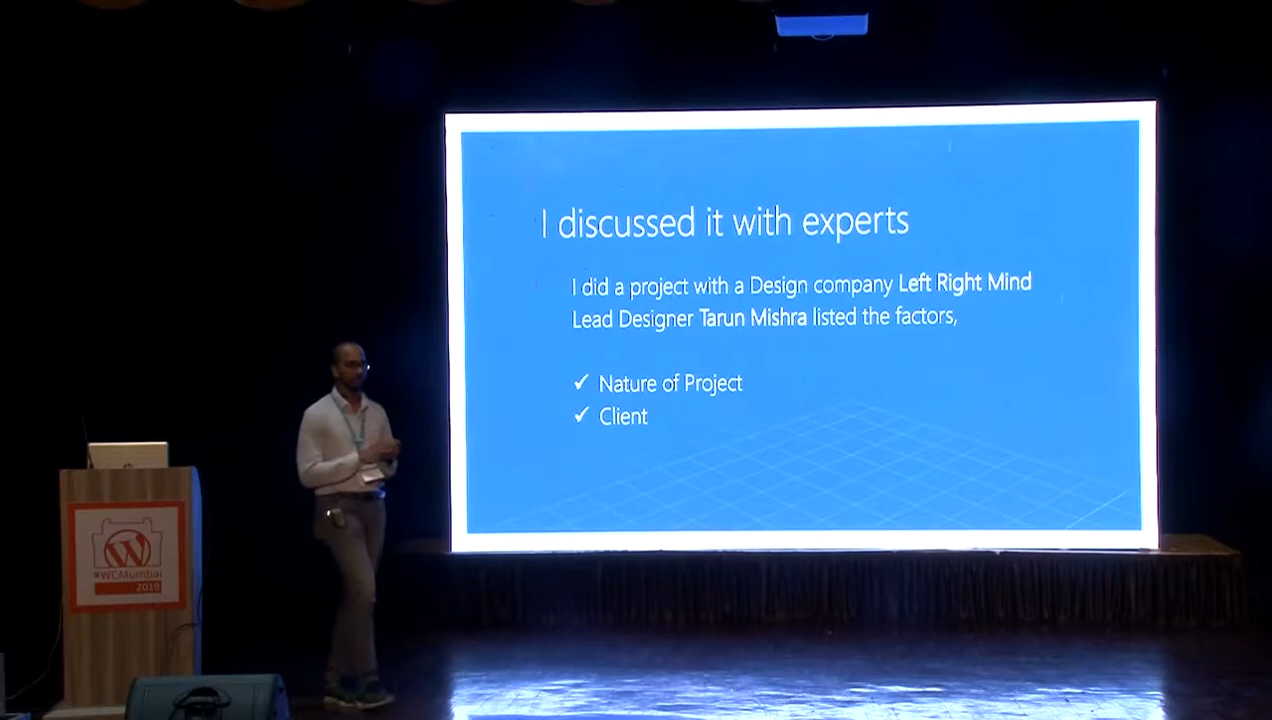 I discussed it with experts
I did a project with a Design company Left Right Mind
Lead Designer Tarun Mishra listed the factors,
✓ Nature of Project
✓ Client
W
#WCMumbai
2019